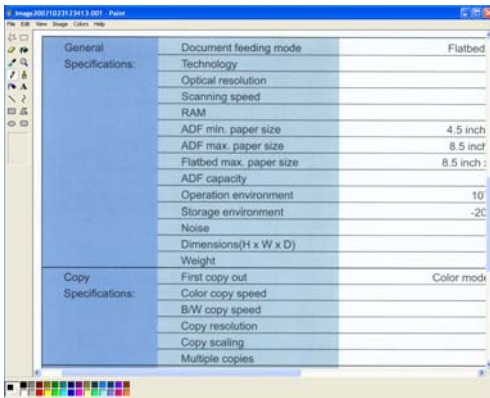 Image20071023123413-001 - Paint
File Edit View Image Colors Help
General Specifications:
Document feeding mode Flatbed
Technology
Optical resolution
Scanning speed
RAM
ADF min. paper size 4.5 inch
ADF max. paper size 8.5 inch
Flatbed max. paper size 8.5 inch :
ADF capacity
Operation environment 10
Storage environment -20
Noise
Dimensions(H x W x D)
Weight
Copy Specifications:
First copy out Color mode
Color copy speed
B/W copy speed
Copy resolution
Copy scaling
Multiple copies